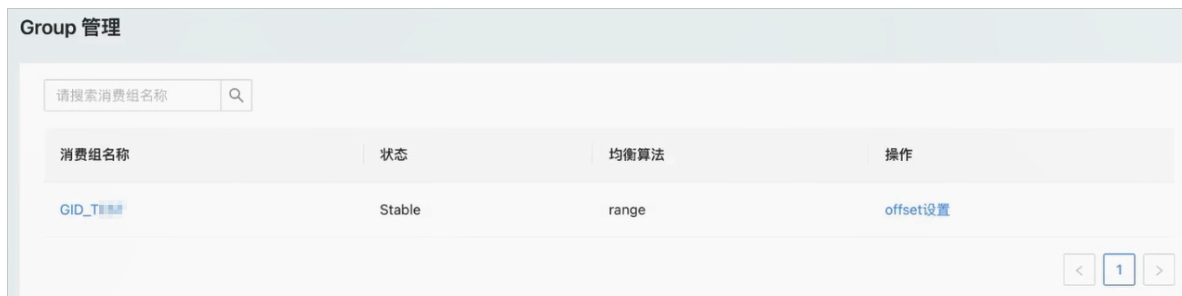 Group 管理
请搜索消费组名称
消费组名称 状态 均衡算法 操作
Stable range offset设置
< 1 >